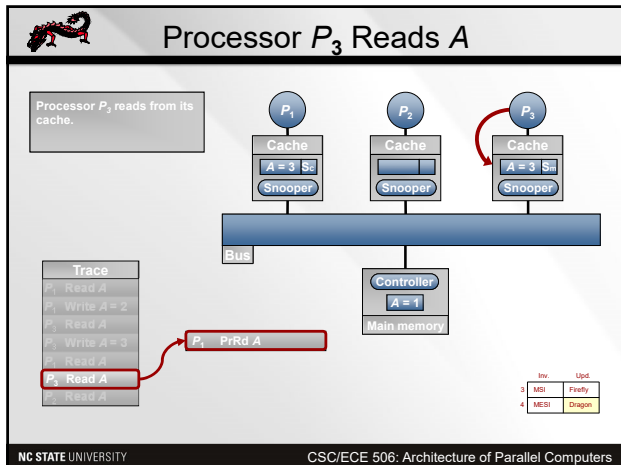 Processor P3 Reads A
Processor P3 reads from its
cache.
P1
P2
P3
Cache
Cache
Cache
A = 3 Sc
A = 3 Sm
Snooper
Snooper
Snooper
Bus
Trace
P1 Read A
P1 Write A = 2
P3 Read A
P3 Write A = 3
P1 Read A
P3 Read A
P2 Read A
P1 PrRd A
Controller
A = 1
Main memory
Inv. Upd.
3 MSI Firefly
4 MESI Dragon
NC STATE UNIVERSITY
CSC/ECE 506: Architecture of Parallel Computers